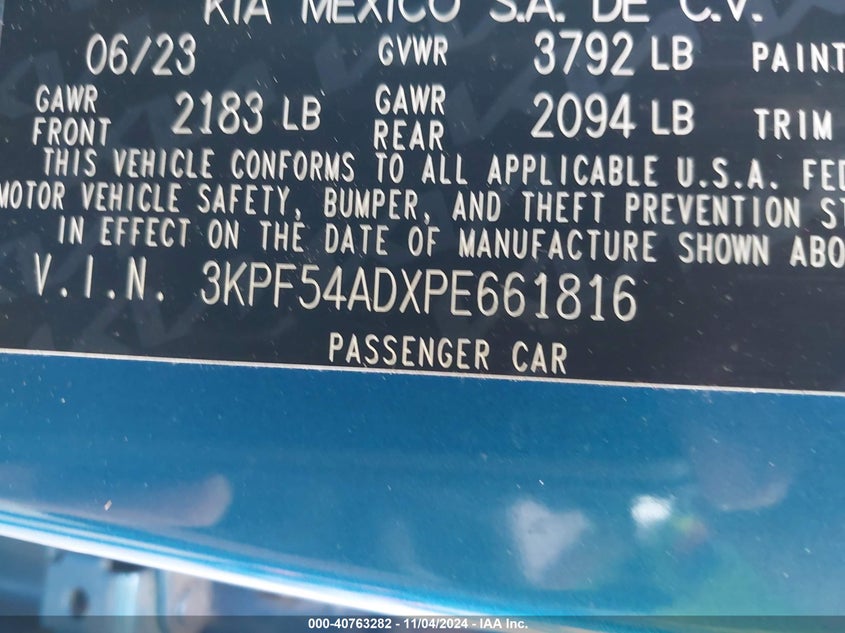 KIA MEXICO S.A. DE C.V.
06/23 GVWR 3792 LB PAINT
GAWR FRONT 2183 LB GAWR REAR 2094 LB TRIM
THIS VEHICLE CONFORMS TO ALL APPLICABLE U.S.A. FED
MOTOR VEHICLE SAFETY, BUMPER, AND THEFT PREVENTION ST
IN EFFECT ON THE DATE OF MANUFACTURE SHOWN ABO
V.I.N. 3KPF54ADXPE661816
PASSENGER CAR
000-40763282 - 11/04/2024 - IAA Inc.